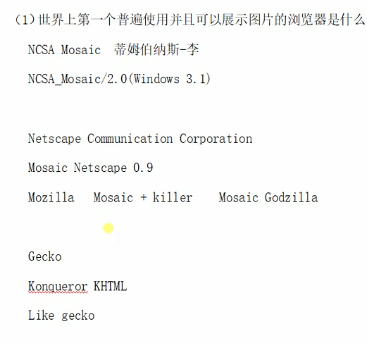 (1)世界上第一个普遍使用并且可以展示图片的浏览器是什么
NCSA Mosaic 蒂姆伯纳斯-李
NCSA_Mosaic/2.0(Windows 3.1)
Netscape Communication Corporation
Mosaic Netscape 0.9
Mozilla Mosaic + killer Mosaic Godzilla
Gecko
Konqueror KHTML
Like gecko